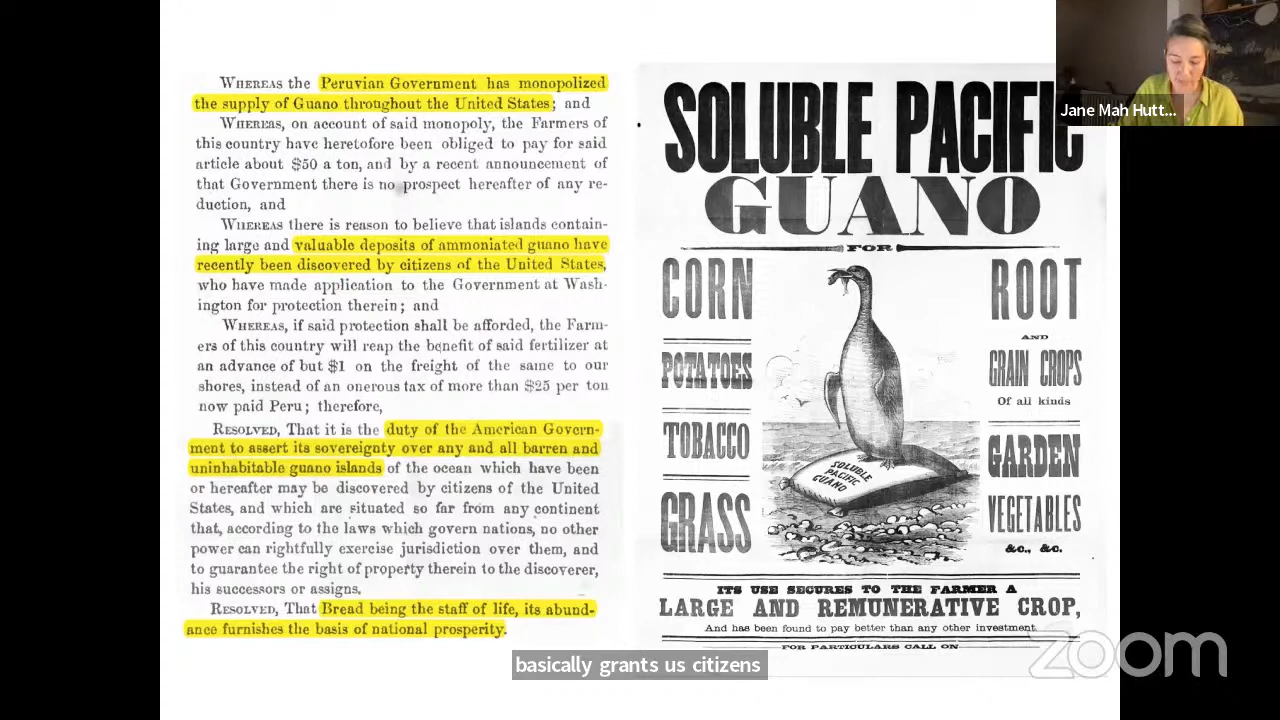 WHEREAS the Peruvian Government has monopolized
the supply of Guano throughout the United States; and
WHEREAS, on account of said monopoly, the Farmers of
this country have heretofore been obliged to pay for said
article about $50 a ton, and by a recent announcement of
that Government there is no prospect hereafter of any re-
duction, and
WHEREAS there is reason to believe that islands contain-
ing large and valuable deposits of ammoniated guano have
recently been discovered by citizens of the United States,
who have made application to the Government at Wash-
ington for protection therein; and
WHEREAS, if said protection shall be afforded, the Farm-
ers of this country will reap the benefit of said fertilizer at
an advance of but $1 on the freight of the same to our
shores, instead of an onerous tax of more than $25 per ton
now paid Peru; therefore,
RESOLVED, That it is the duty of the American Govern-
ment to assert its sovereignty over any and all barren and
uninhabitable guano islands of the ocean which have been
or hereafter may be discovered by citizens of the United
States, and which are situated so far from any continent
that, according to the laws which govern nations, no other
power can rightfully exercise jurisdiction over them, and
to guarantee the right of property therein to the discoverer,
his successors or assigns.
RESOLVED, That Bread being the staff of life, its abund-
ance furnishes the basis of national prosperity.
SOLUBLE PACIFIC
GUANO
FOR
CORN
POTATOES
TOBACCO
GRASS
SOLUBLE
PACIFIC
GUANO
ROOT
AND
GRAIN CROPS
Of all kinds
GARDEN
VEGETABLES
&c., &c.
ITS USE SECURES TO THE FARMER A
LARGE AND REMUNERATIVE CROP,
And has been found to pay better than any other investment
FOR PARTICULARS CALL ON
Jane Mah Hutt...
basically grants us citizens
zoom